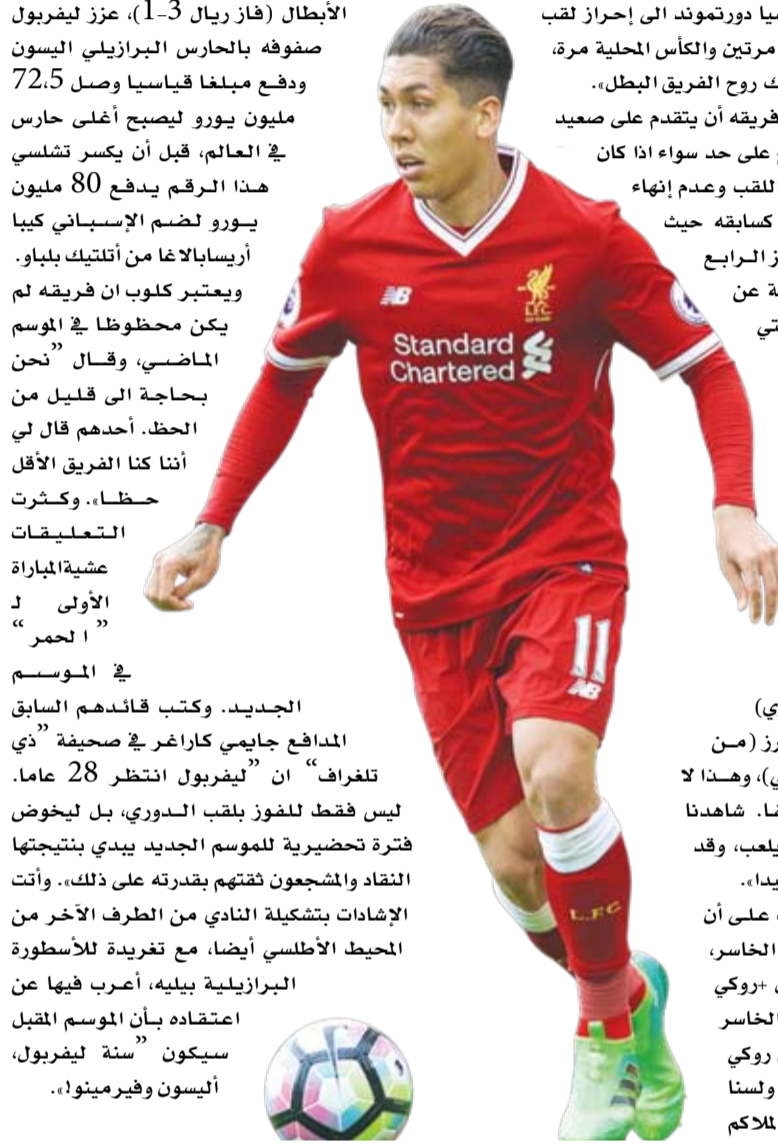 سيا دورتموند الى إحراز لقب
مرتين والكأس المحلية مرة،
ك روح الفريق البطل».
فريقه أن يتقدم على صعيد
على حد سواء اذا كان
للقب وعدم إنهاء
كسابقه حيث
ز الرابع
ة عن
تي
ي)
رز (من
ي)، وهذا لا
فا. شاهدنا
يلعب، وقد
يدا».
على أن
الخاسر،
+روكي
الخاسر
روكي
ولسنا
لملاكم
الأبطال (فاز ريال 3-1)، عزز ليفربول
صفوفه بالحارس البرازيلي اليسون
ودفع مبلغا قياسيا وصل 72,5
مليون يورو ليصبح أغلى حارس
في العالم، قبل أن يكسر تشلسي
هذا الرقم بدفع 80 مليون
يورو لضم الإسباني كيبا
أريسابالاغا من أتلتيك بلباو.
ويعتبر كلوب ان فريقه لم
يكن محظوظا في الموسم
الماضي، وقال ”نحن
بحاجة الى قليل من
الحظ. أحدهم قال لي
أننا كنا الفريق الأقل
حظا». وكثرت
التعليقات
عشيةالمباراة
الأولى لـ
”الحمر“
في الموسم
الجديد. وكتب قائدهم السابق
المدافع جايمي كاراغر في صحيفة ”ذي
تلغراف“ ان ”ليفربول انتظر 28 عاما.
ليس فقط للفوز بلقب الدوري، بل ليخوض
فترة تحضيرية للموسم الجديد يبدي بنتيجتها
النقاد والمشجعون ثقتهم بقدرته على ذلك». وأتت
الإشادات بتشكيلة النادي من الطرف الآخر من
المحيط الأطلسي أيضا، مع تغريدة للأسطورة
البرازيلية بيليه، أعرب فيها عن
اعتقاده بأن الموسم المقبل
سيكون ”سنة ليفربول،
أليسون وفيرمينو!».
NB
L.F.C.
Standard
Chartered
11
NB
L.FC